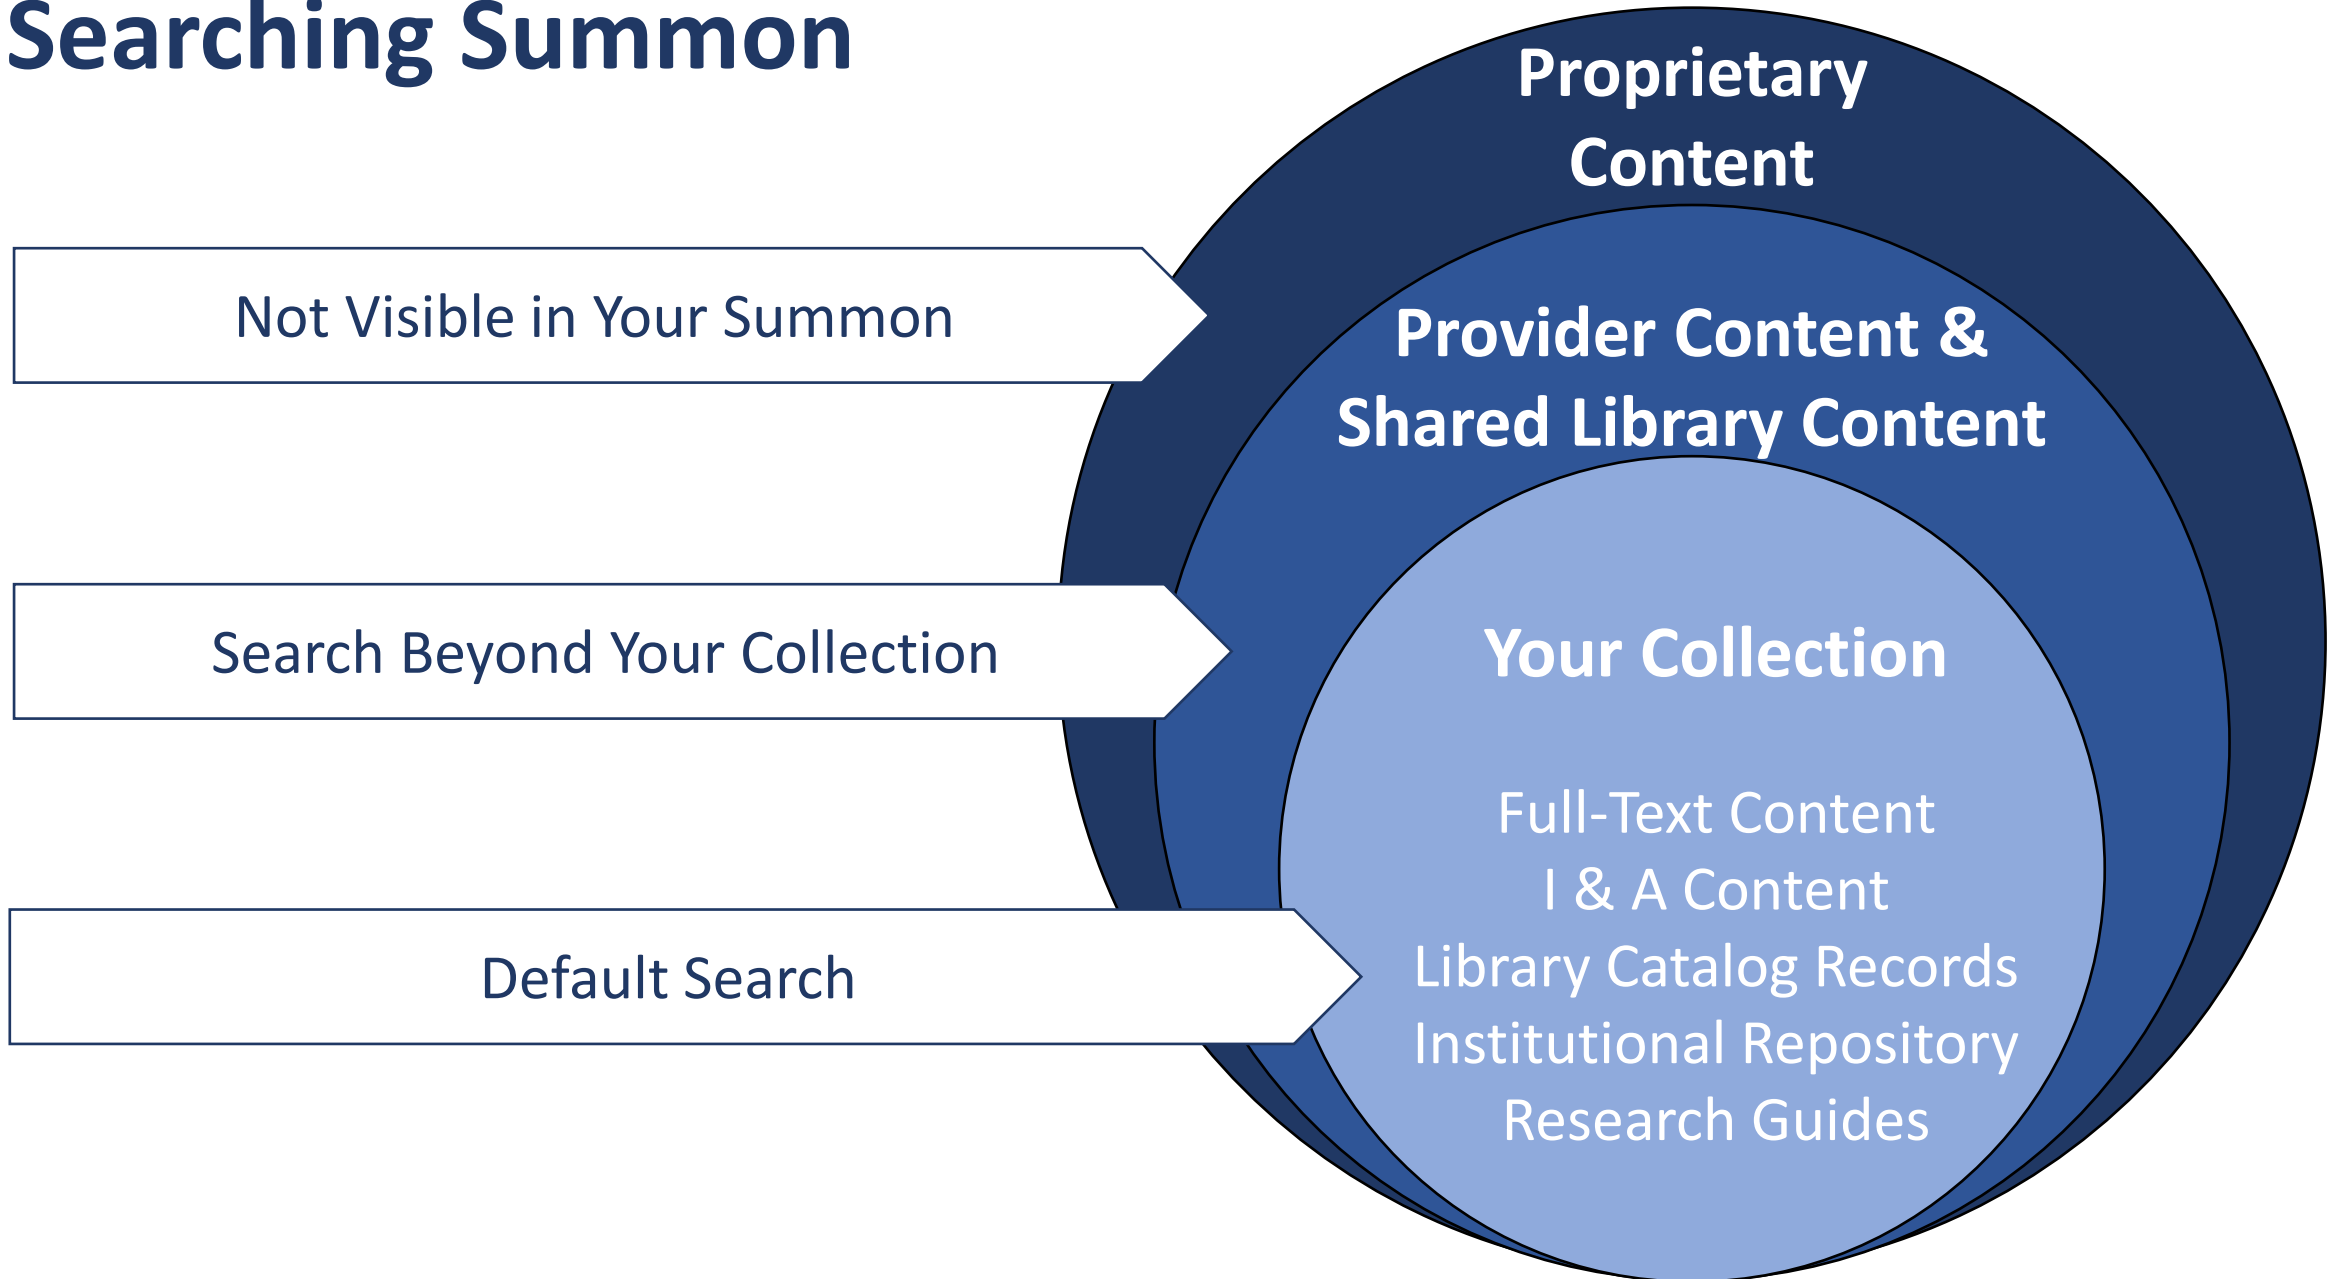 Searching Summon
Proprietary
Content
Not Visible in Your Summon
Provider Content &
Shared Library Content
Search Beyond Your Collection
Your Collection
Full-Text Content
I & A Content
Library Catalog Records
Default Search
Institutional Repository
Research Guides